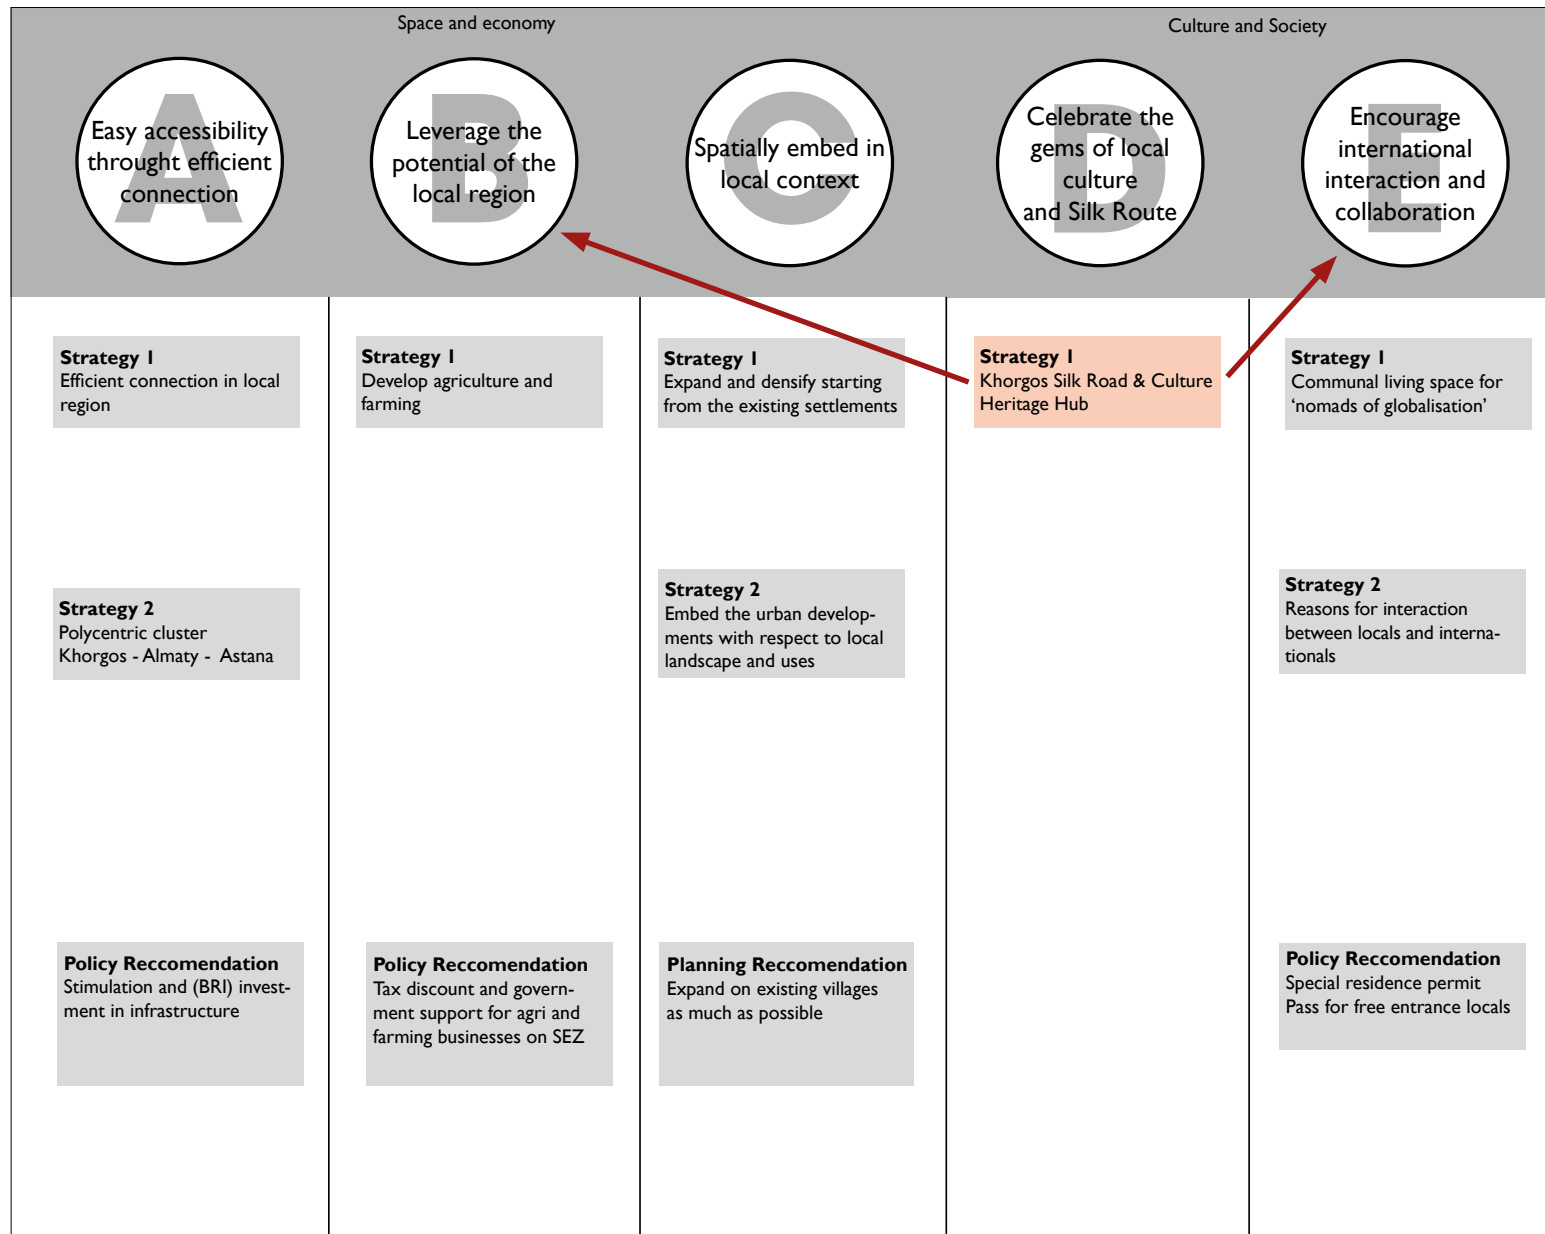 Space and economy
Culture and Society
A
Easy accessibility
throught efficient
connection
B
Leverage the
potential of the
local region
C
Spatially embed in
local context
D
Celebrate the
gems of local
culture
and Silk Route
E
Encourage
international
interaction and
collaboration
Strategy 1
Efficient connection in local
region
Strategy 2
Polycentric cluster
Khorgos - Almaty - Astana
Policy Reccomendation
Stimulation and (BRI) invest-
ment in infrastructure
Strategy 1
Develop agriculture and
farming
Policy Reccomendation
Tax discount and govern-
ment support for agri and
farming businesses on SEZ
Strategy 1
Expand and densify starting
from the existing settlements
Strategy 2
Embed the urban develop-
ments with respect to local
landscape and uses
Planning Reccomendation
Expand on existing villages
as much as possible
Strategy 1
Khorgos Silk Road & Culture
Heritage Hub
Strategy 1
Communal living space for
‘nomads of globalisation’
Strategy 2
Reasons for interaction
between locals and interna-
tionals
Policy Reccomendation
Special residence permit
Pass for free entrance locals